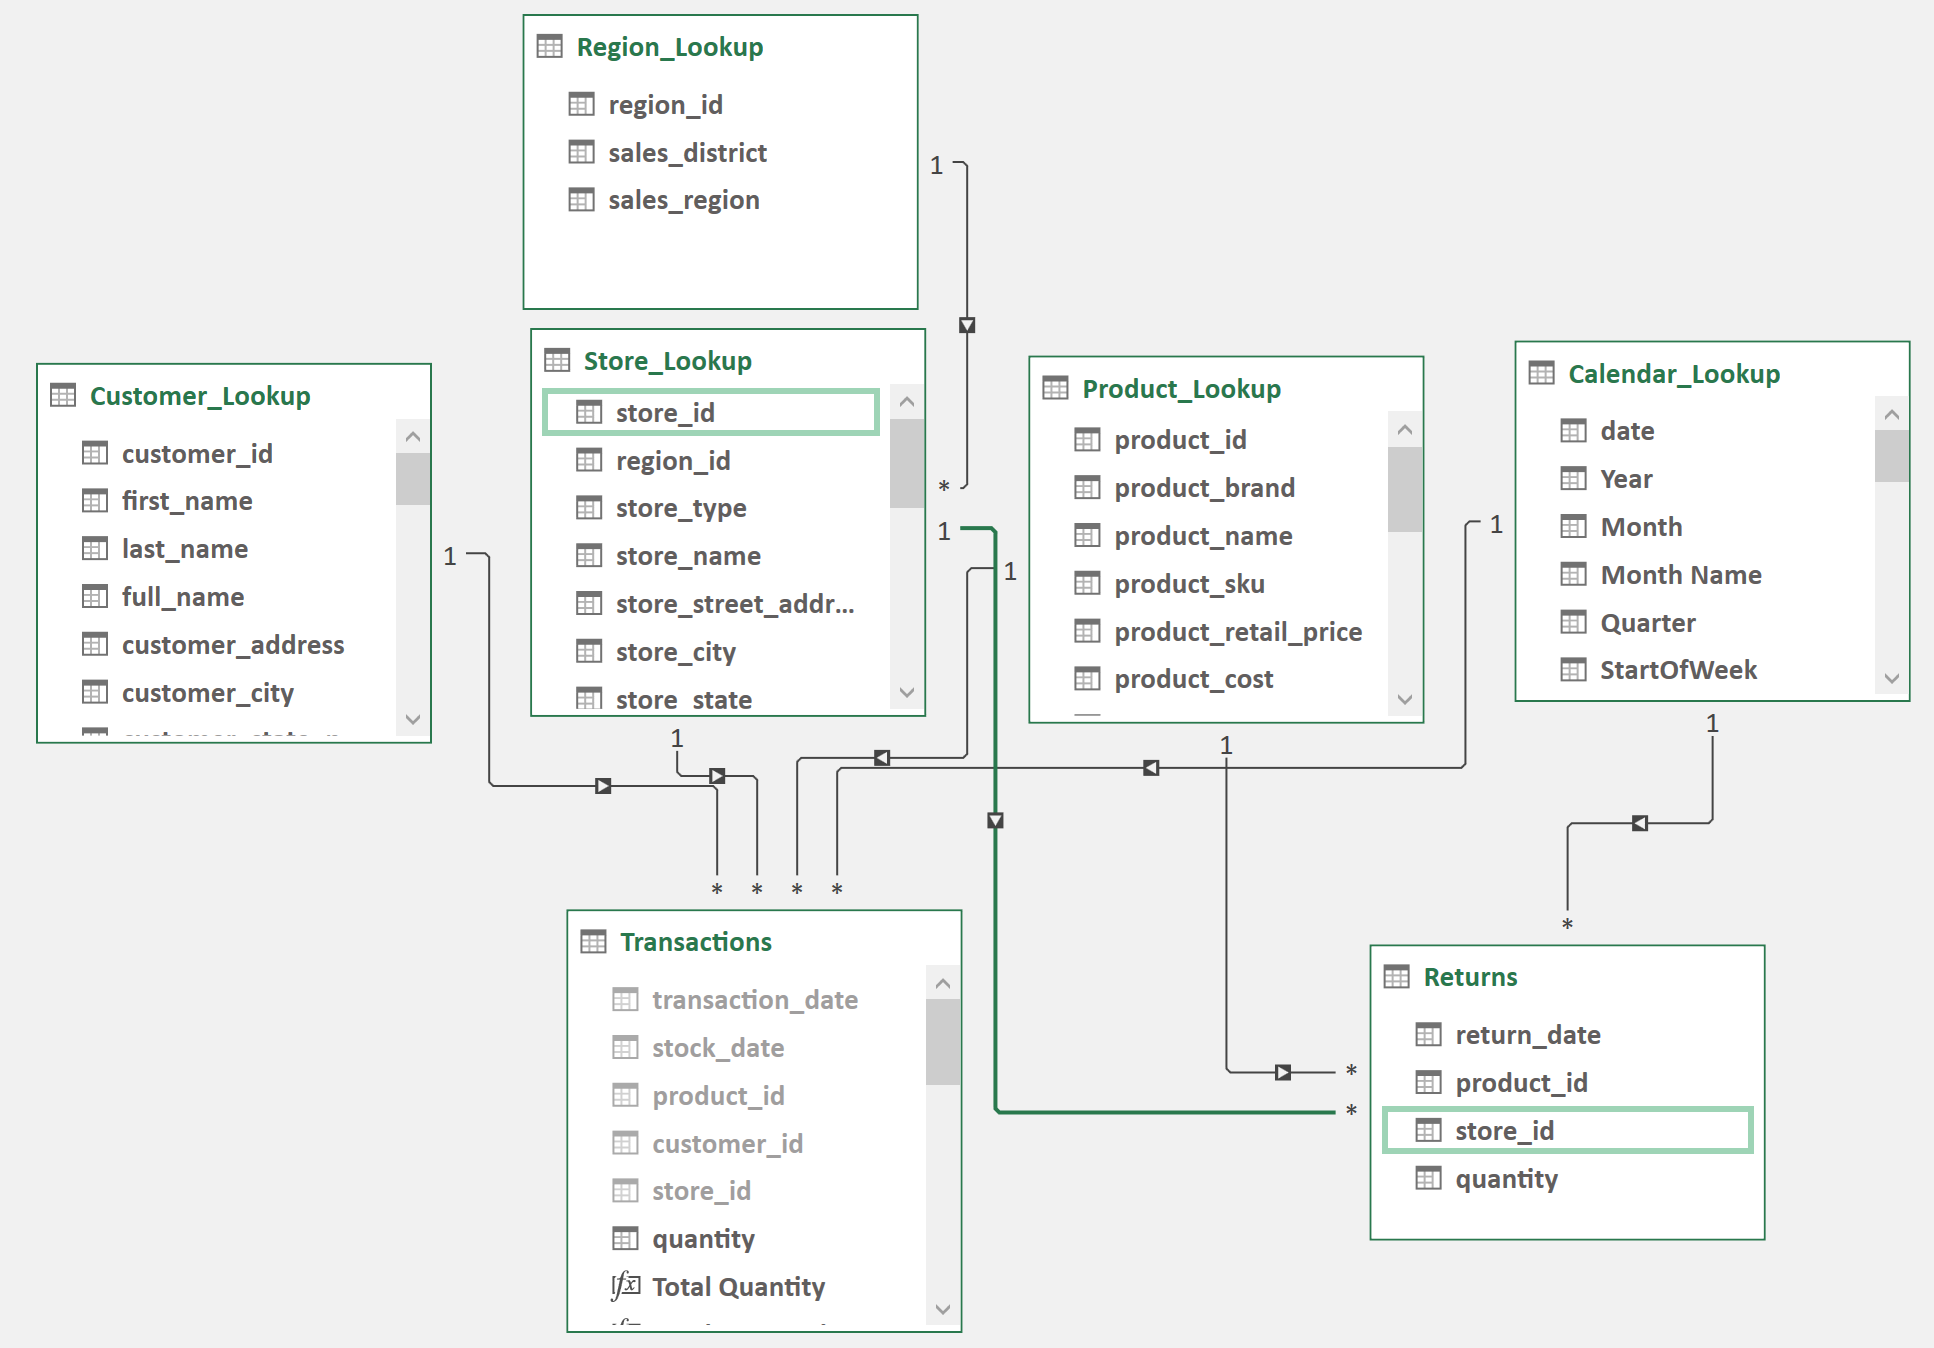 Region_Lookup
region_id
sales_district
sales_region
1
Store_Lookup
store_id
region_id
store_type
store_name
store_street_addr...
store_city
store_state
*
1
1
Customer_Lookup
customer_id
first_name
last_name
full_name
customer_address
customer_city
1
Product_Lookup
product_id
product_brand
product_name
product_sku
product_retail_price
product_cost
1
1
Calendar_Lookup
date
Year
Month
Month Name
Quarter
StartOfWeek
1
1
* * * *
Transactions
transaction_date
stock_date
product_id
customer_id
store_id
quantity
fx Total Quantity
*
*
*
Returns
return_date
product_id
store_id
quantity